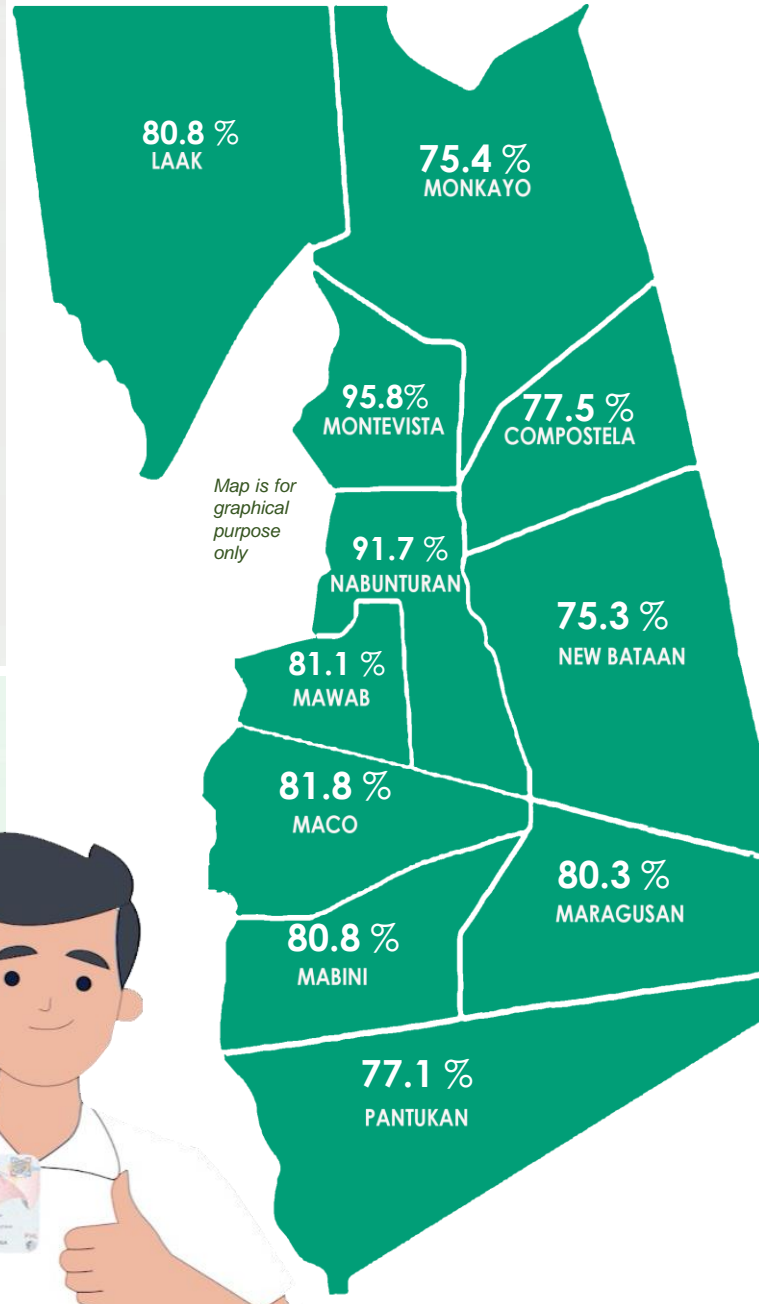 80.8 %
LAAK
75.4 %
MONKAYO
95.8%
MONTEVISTA
77.5 %
COMPOSTELA
Map is for
graphical
purpose
only
91.7 %
NABUNTURAN
75.3 %
NEW BATAAN
81.1 %
MAWAB
81.8 %
MACO
80.3 %
MARAGUSAN
80.8 %
MABINI
77.1 %
PANTUKAN